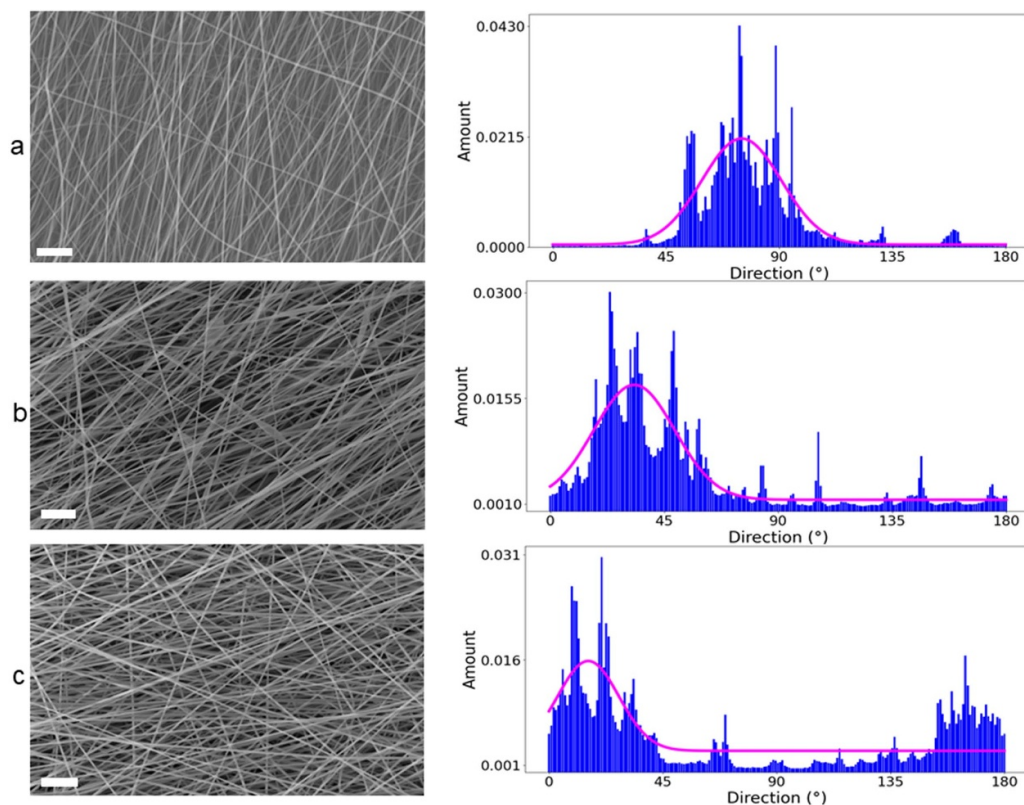 a
0.0430
0.0215
0.0000
Amount
0 45 90 135 180
Direction (°)
b
0.0300
0.0155
0.0010
Amount
0 45 90 135 180
Direction (°)
c
0.031
0.016
0.001
Amount
0 45 90 135 180
Direction (°)